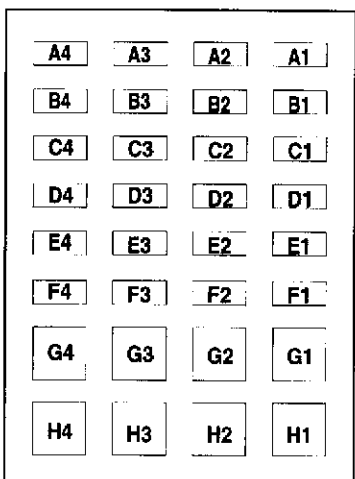 A4 A3 A2 A1
B4 B3 B2 B1
C4 C3 C2 C1
D4 D3 D2 D1
E4 E3 E2 E1
F4 F3 F2 F1
G4 G3 G2 G1
H4 H3 H2 H1